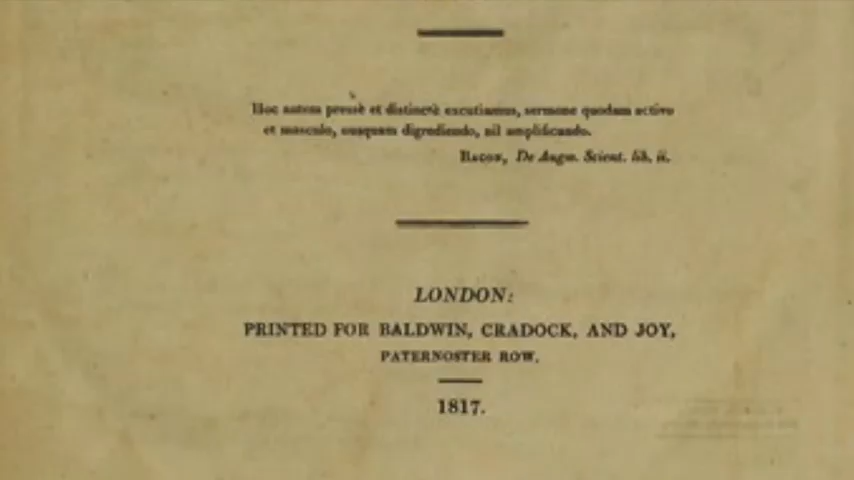 Hoc autem pressè et distinctè excutiamus, sermone quodam activo
et masculo, nusquam digrediendo, nil amplificando.
Bacon, De Augm. Scient. lib. ii.
LONDON:
PRINTED FOR BALDWIN, CRADOCK, AND JOY,
PATERNOSTER ROW.
1817.